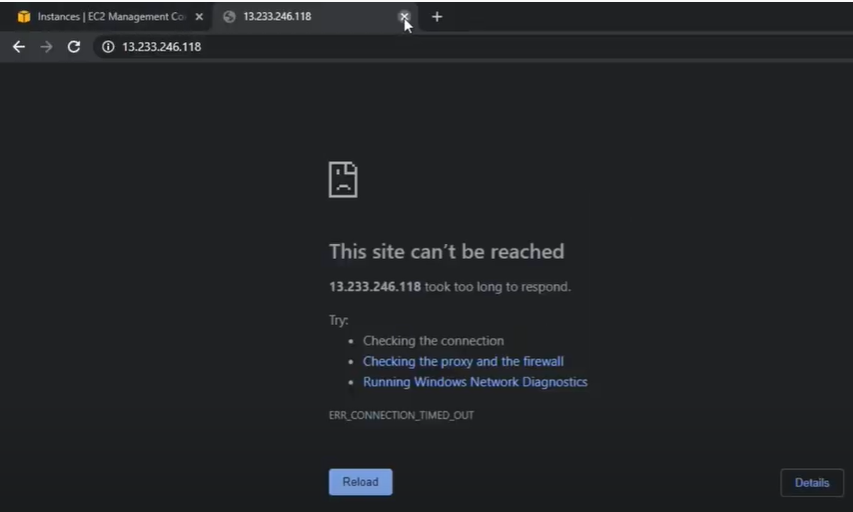 Instances | EC2 Management Co
13.233.246.118
13.233.246.118
This site can't be reached
13.233.246.118 took too long to respond.
Try:
Checking the connection
Checking the proxy and the firewall
Running Windows Network Diagnostics
ERR_CONNECTION_TIMED_OUT
Reload
Details